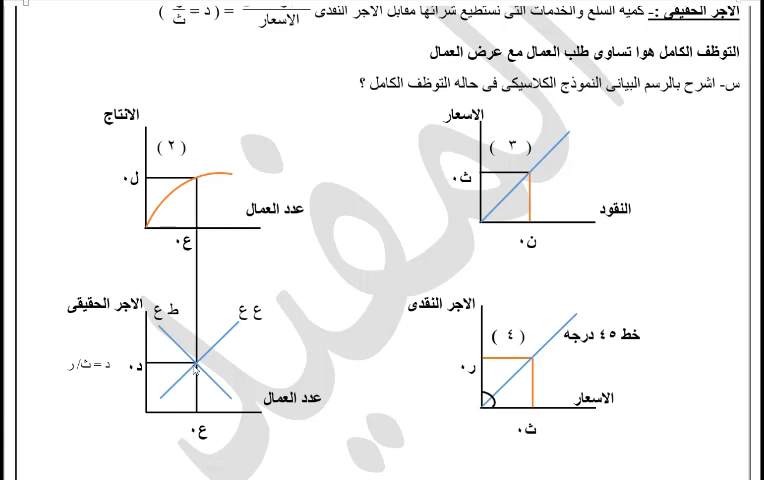 الاجر الحقيقى :- كميه السلع والخدمات التى نستطيع شرائها مقابل الاجر النقدى = ( د = ث )
الاسعار
التوظف الكامل هوا تساوى طلب العمال مع عرض العمال
س- اشرح بالرسم البيانى النموذج الكلاسيكى فى حاله التوظف الكامل ؟
الاسعار
( ٣ )
ث٠
النقود
ن٠
الانتاج
( ٢ )
ل٠
عدد العمال
ع٠
الاجر النقدى
خط ٤٥ درجه
( ٤ )
ر٠
الاسعار
ث٠
الاجر الحقيقى
ط ع
ع ع
د٠
د = ث/ ر
عدد العمال
ع٠
المفيد